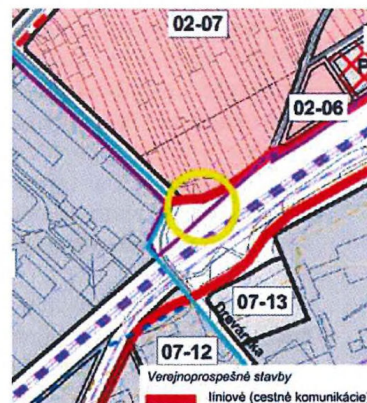 02-07
02-06
07-13
Drevárska
07-12
Verejnoprospešné stavby
líniové (cestné komunikácie)